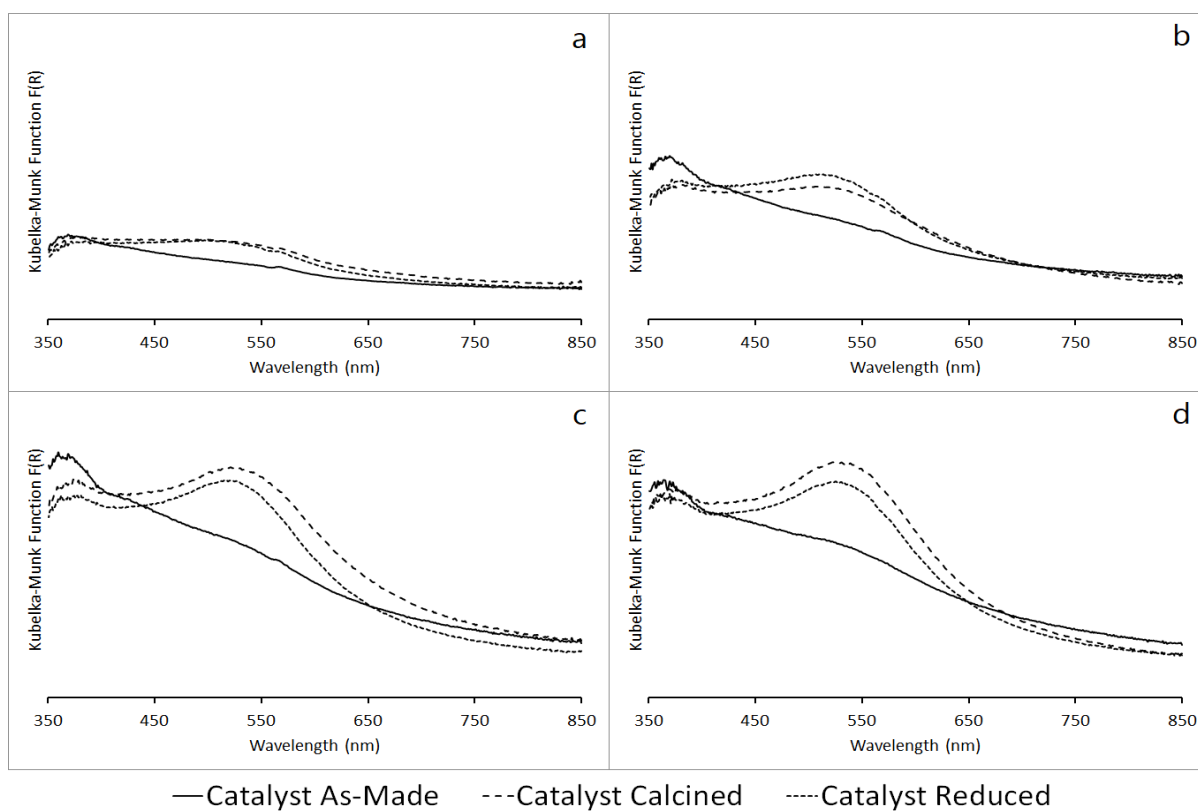 a
Kubelka-Munk Function F(R)
350 450 550 650 750 850
Wavelength (nm)
b
Kubelka-Munk Function F(R)
350 450 550 650 750 850
Wavelength (nm)
c
Kubelka-Munk Function F(R)
350 450 550 650 750 850
Wavelength (nm)
d
Kubelka-Munk Function F(R)
350 450 550 650 750 850
Wavelength (nm)
Catalyst As-Made Catalyst Calcined Catalyst Reduced